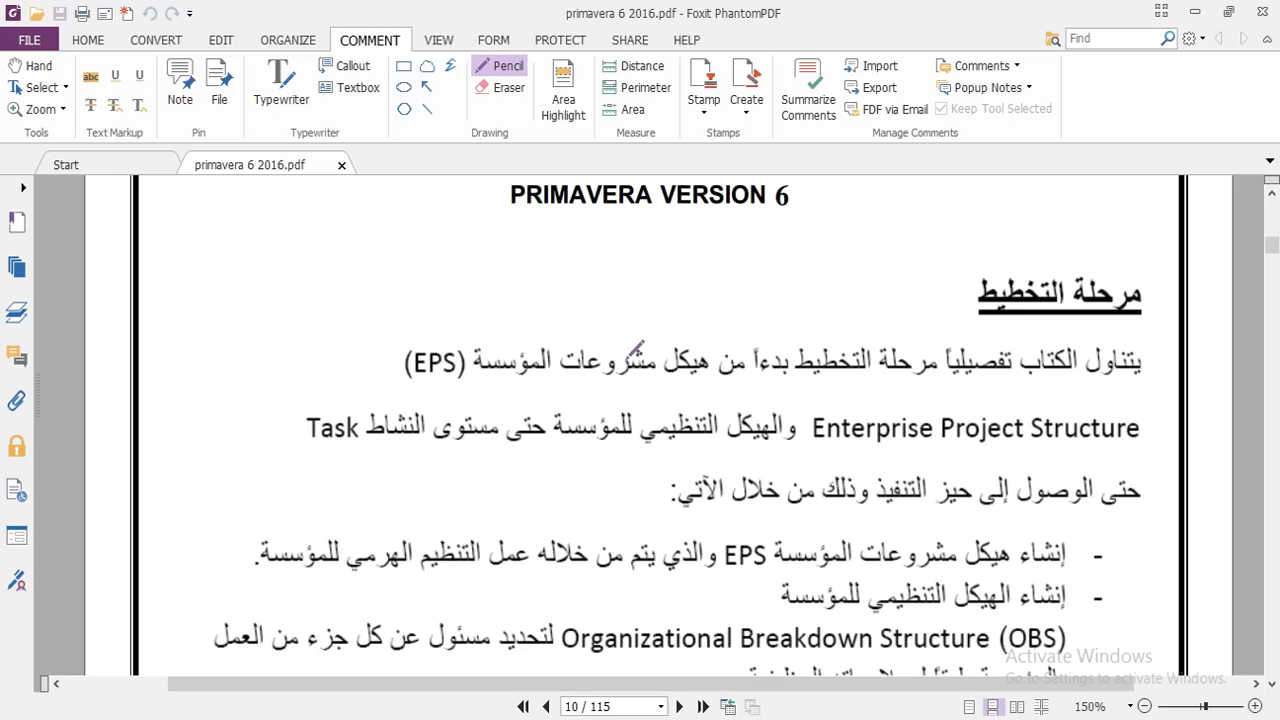 primavera 6 2016.pdf - Foxit PhantomPDF
FILE HOME CONVERT EDIT ORGANIZE COMMENT VIEW FORM PROTECT SHARE HELP
Find
Hand
Select
Zoom
Tools
Text Markup
Note
File
Pin
Typewriter
Callout
Textbox
Typewriter
Pencil
Eraser
Area Highlight
Drawing
Distance
Perimeter
Area
Measure
Stamp
Create
Stamps
Summarize Comments
Import
Export
FDF via Email
Comments
Popup Notes
Keep Tool Selected
Manage Comments
Start
primavera 6 2016.pdf
PRIMAVERA VERSION 6
مرحلة التخطيط
يتناول الكتاب تفصيلياً مرحلة التخطيط بدءاً من هيكل مشروعات المؤسسة (EPS)
Enterprise Project Structure والهيكل التنظيمي للمؤسسة حتى مستوى النشاط Task
حتى الوصول إلى حيز التنفيذ وذلك من خلال الآتي:
- إنشاء هيكل مشروعات المؤسسة EPS والذي يتم من خلاله عمل التنظيم الهرمي للمؤسسة.
- إنشاء الهيكل التنظيمي للمؤسسة
Organizational Breakdown Structure (OBS) لتحديد مسئول عن كل جزء من العمل
Activate Windows
Go to Settings to activate Windows.
10 / 115
150%